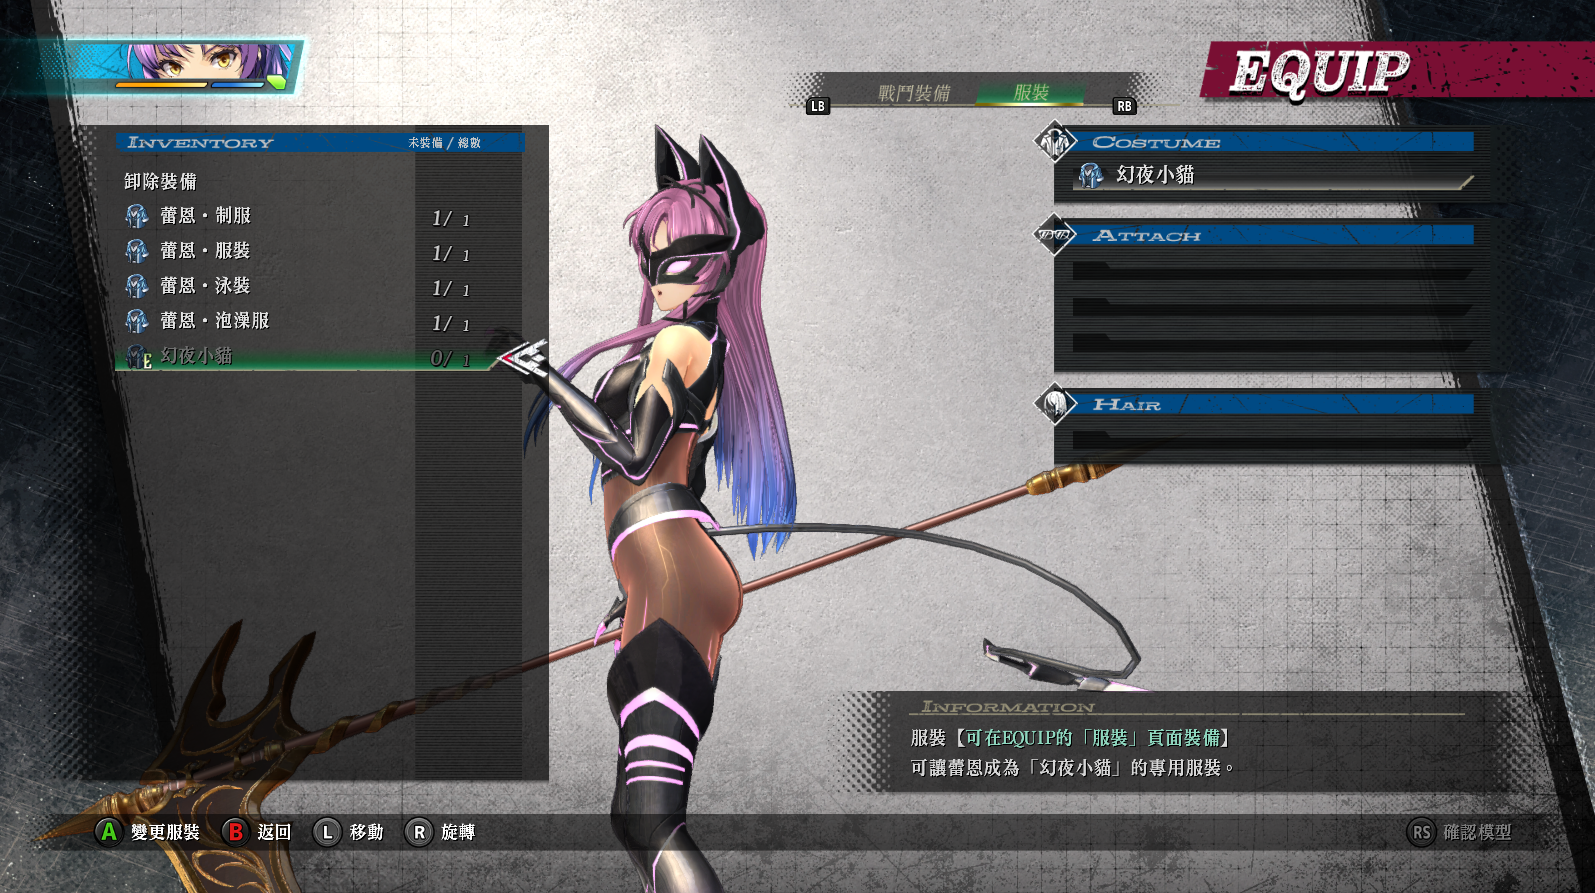 EQUIP
LB 戰鬥裝備 服裝 RB
INVENTORY 未裝備 / 總數
卸除裝備
蕾恩・制服 1/ 1
蕾恩・服裝 1/ 1
蕾恩・泳裝 1/ 1
蕾恩・泡澡服 1/ 1
E 幻夜小貓 0/ 1
COSTUME
幻夜小貓
ATTACH
HAIR
INFORMATION
服裝【可在EQUIP的「服裝」頁面裝備】
可讓蕾恩成為「幻夜小貓」的專用服裝。
A 變更服裝 B 返回 L 移動 R 旋轉 RS 確認模型